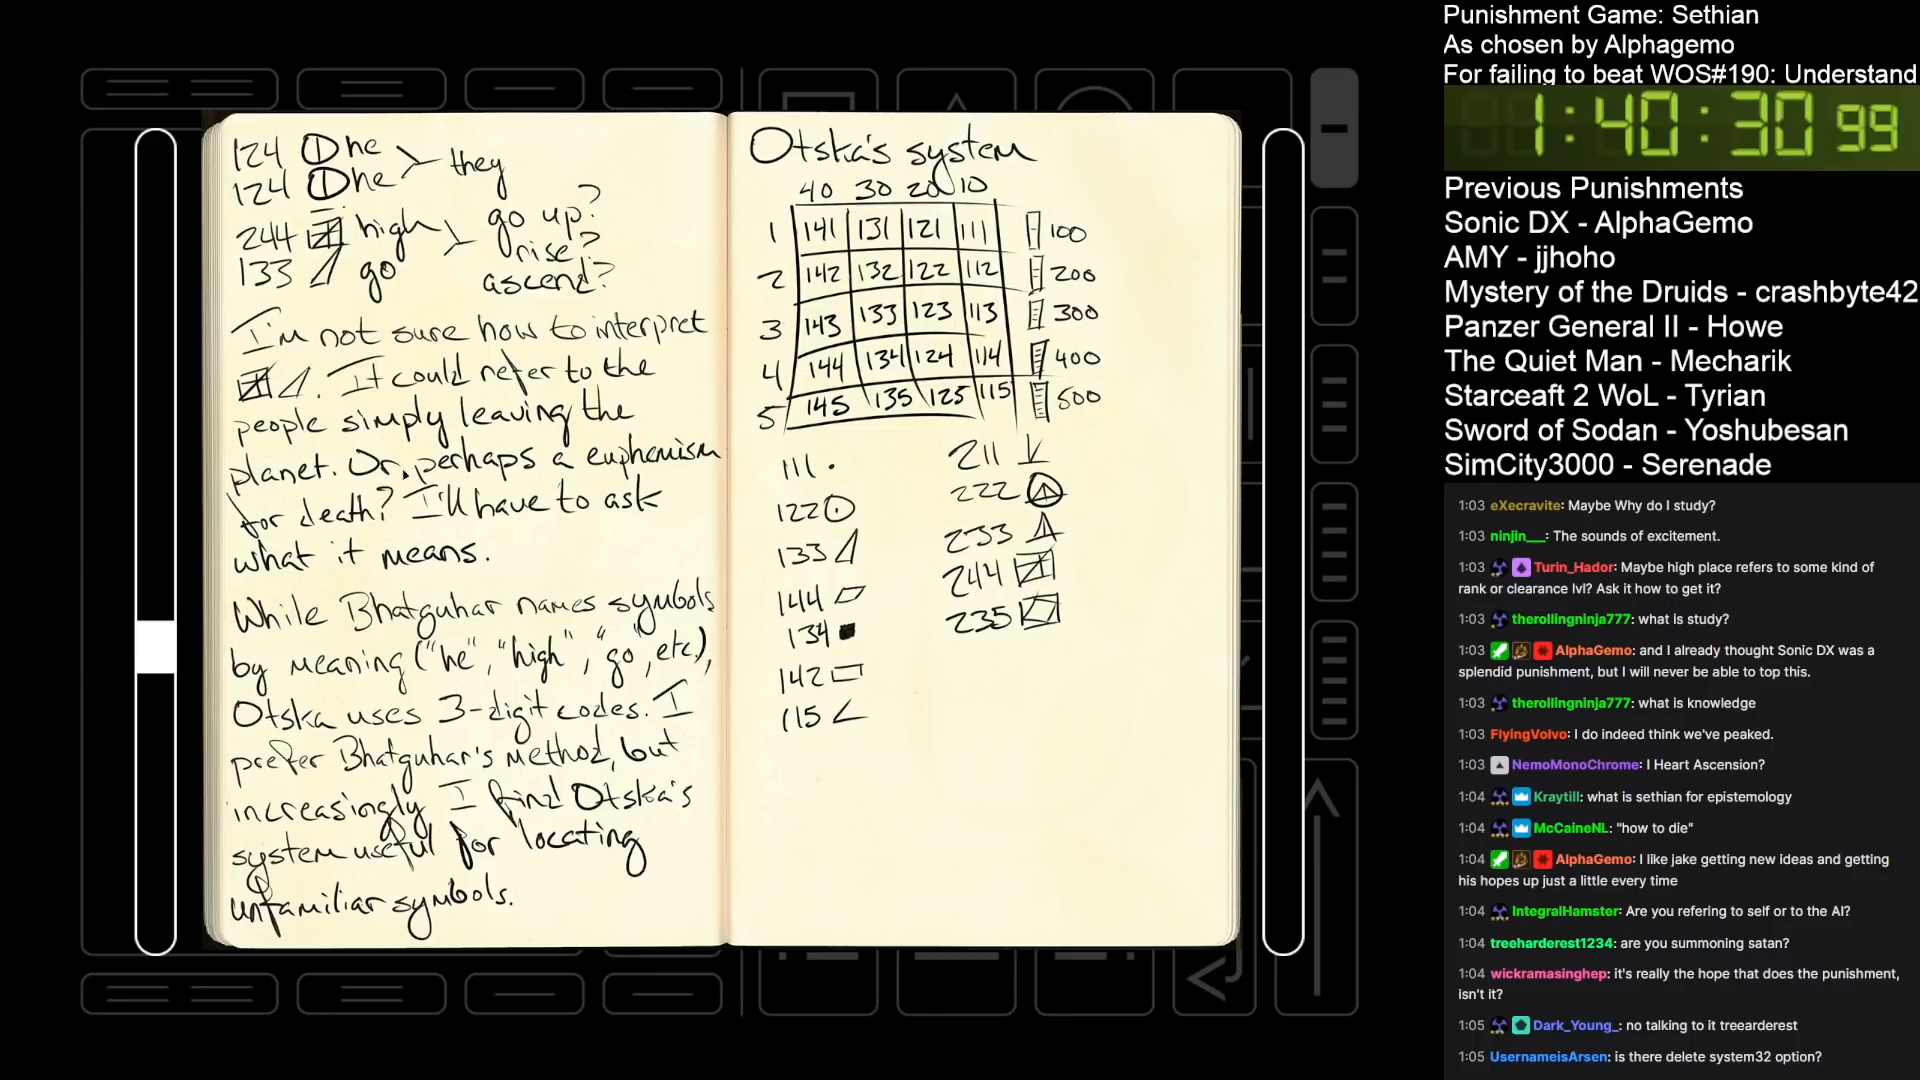 124 he
124 he > they
244 high
133 go
go up?
rise?
ascend?
I'm not sure how to interpret
. It could refer to the
people simply leaving the
planet. Or, perhaps a euphemism
for death? I'll have to ask
what it means.
While Bhatguhar names symbols
by meaning ("he", "high", "go", etc),
Otska uses 3-digit codes. I
prefer Bhatguhar's method, but
increasingly I find Otska's
system useful for locating
unfamiliar symbols.
Otska's system
40 30 20 10
1 141 131 121 111 100
2 142 132 122 112 200
3 143 133 123 113 300
4 144 134 124 114 400
5 145 135 125 115 500
111
122
133
144
134
142
115
211
222
233
244
235
Punishment Game: Sethian
As chosen by Alphagemo
For failing to beat WOS#190: Understand
1:40:30 99
Previous Punishments
Sonic DX - AlphaGemo
AMY - jjhoho
Mystery of the Druids - crashbyte42
Panzer General II - Howe
The Quiet Man - Mecharik
Starceaft 2 WoL - Tyrian
Sword of Sodan - Yoshubesan
SimCity3000 - Serenade
1:03 eXecravite: Maybe Why do I study?
1:03 ninjin___: The sounds of excitement.
1:03 Turin_Hador: Maybe high place refers to some kind of
rank or clearance lvl? Ask it how to get it?
1:03 therollingninja777: what is study?
1:03 AlphaGemo: and I already thought Sonic DX was a
splendid punishment, but I will never be able to top this.
1:03 therollingninja777: what is knowledge
1:03 FlyingVolvo: I do indeed think we've peaked.
1:03 NemoMonoChrome: I Heart Ascension?
1:04 Kraytill: what is sethian for epistemology
1:04 McCaineNL: "how to die"
1:04 AlphaGemo: I like jake getting new ideas and getting
his hopes up just a little every time
1:04 IntegralHamster: Are you refering to self or to the AI?
1:04 treeharderest1234: are you summoning satan?
1:04 wickramasinghep: it's really the hope that does the punishment,
isn't it?
1:05 Dark_Young_: no talking to it treearderest
1:05 UsernameisArsen: is there delete system32 option?